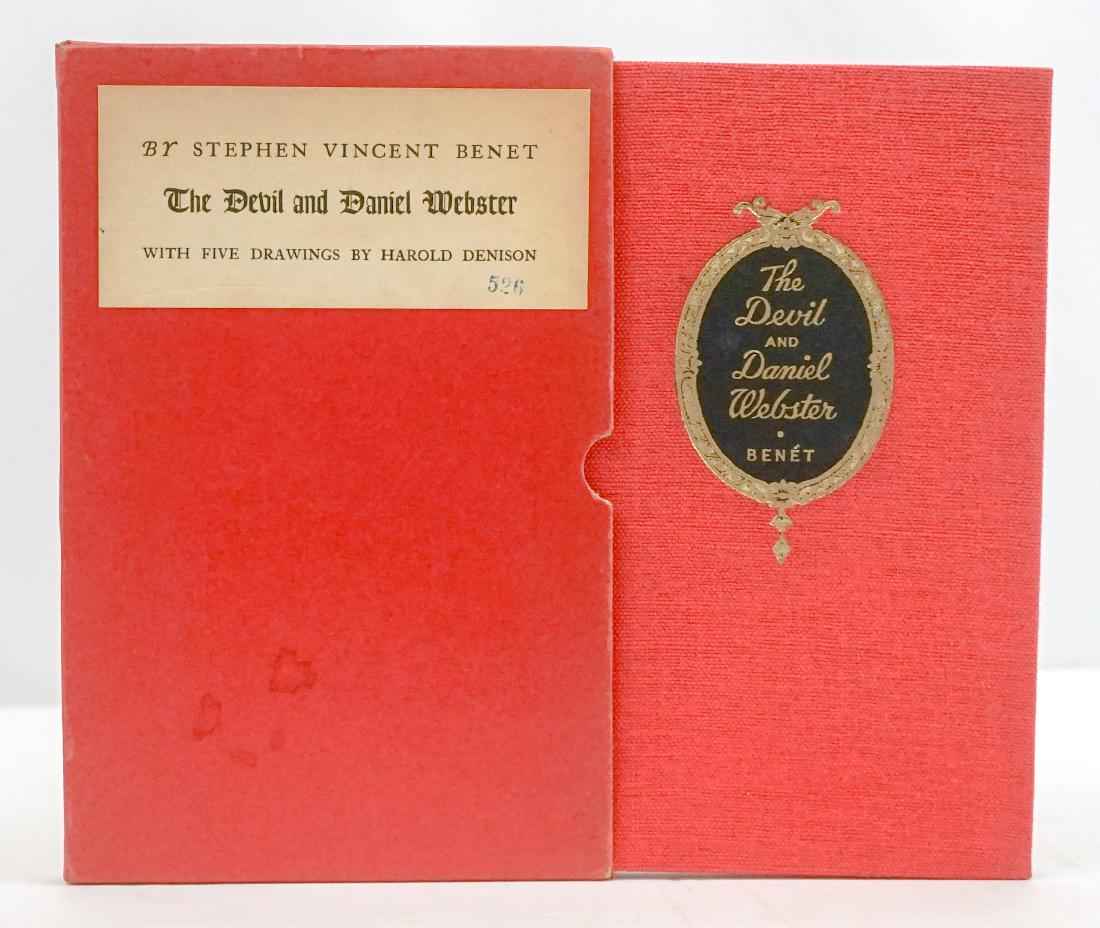 BY STEPHEN VINCENT BENET
The Devil and Daniel Webster
WITH FIVE DRAWINGS BY HAROLD DENISON
526
The
Devil
AND
Daniel
Webster
•
BENÉT